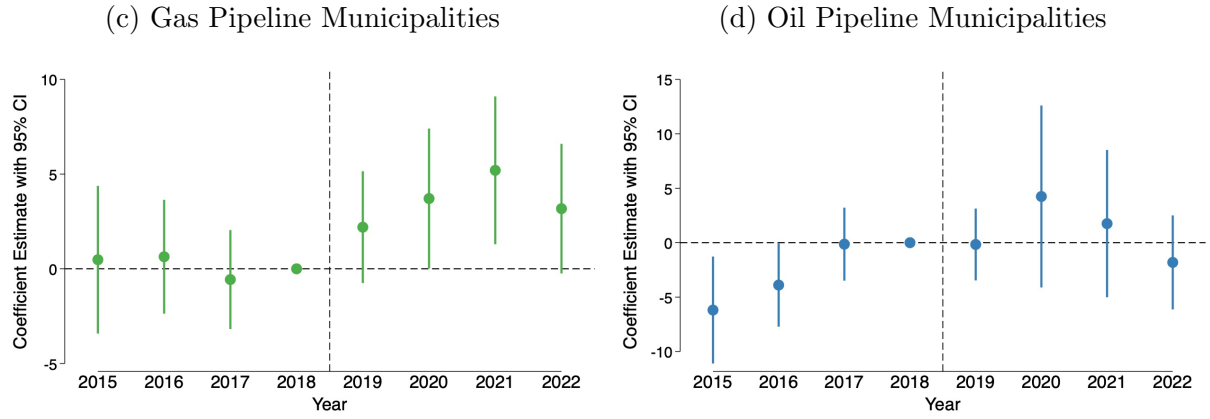 (c) Gas Pipeline Municipalities
Coefficient Estimate with 95% CI
10
5
0
-5
2015 2016 2017 2018 2019 2020 2021 2022
Year
(d) Oil Pipeline Municipalities
Coefficient Estimate with 95% CI
15
10
5
0
-5
-10
2015 2016 2017 2018 2019 2020 2021 2022
Year